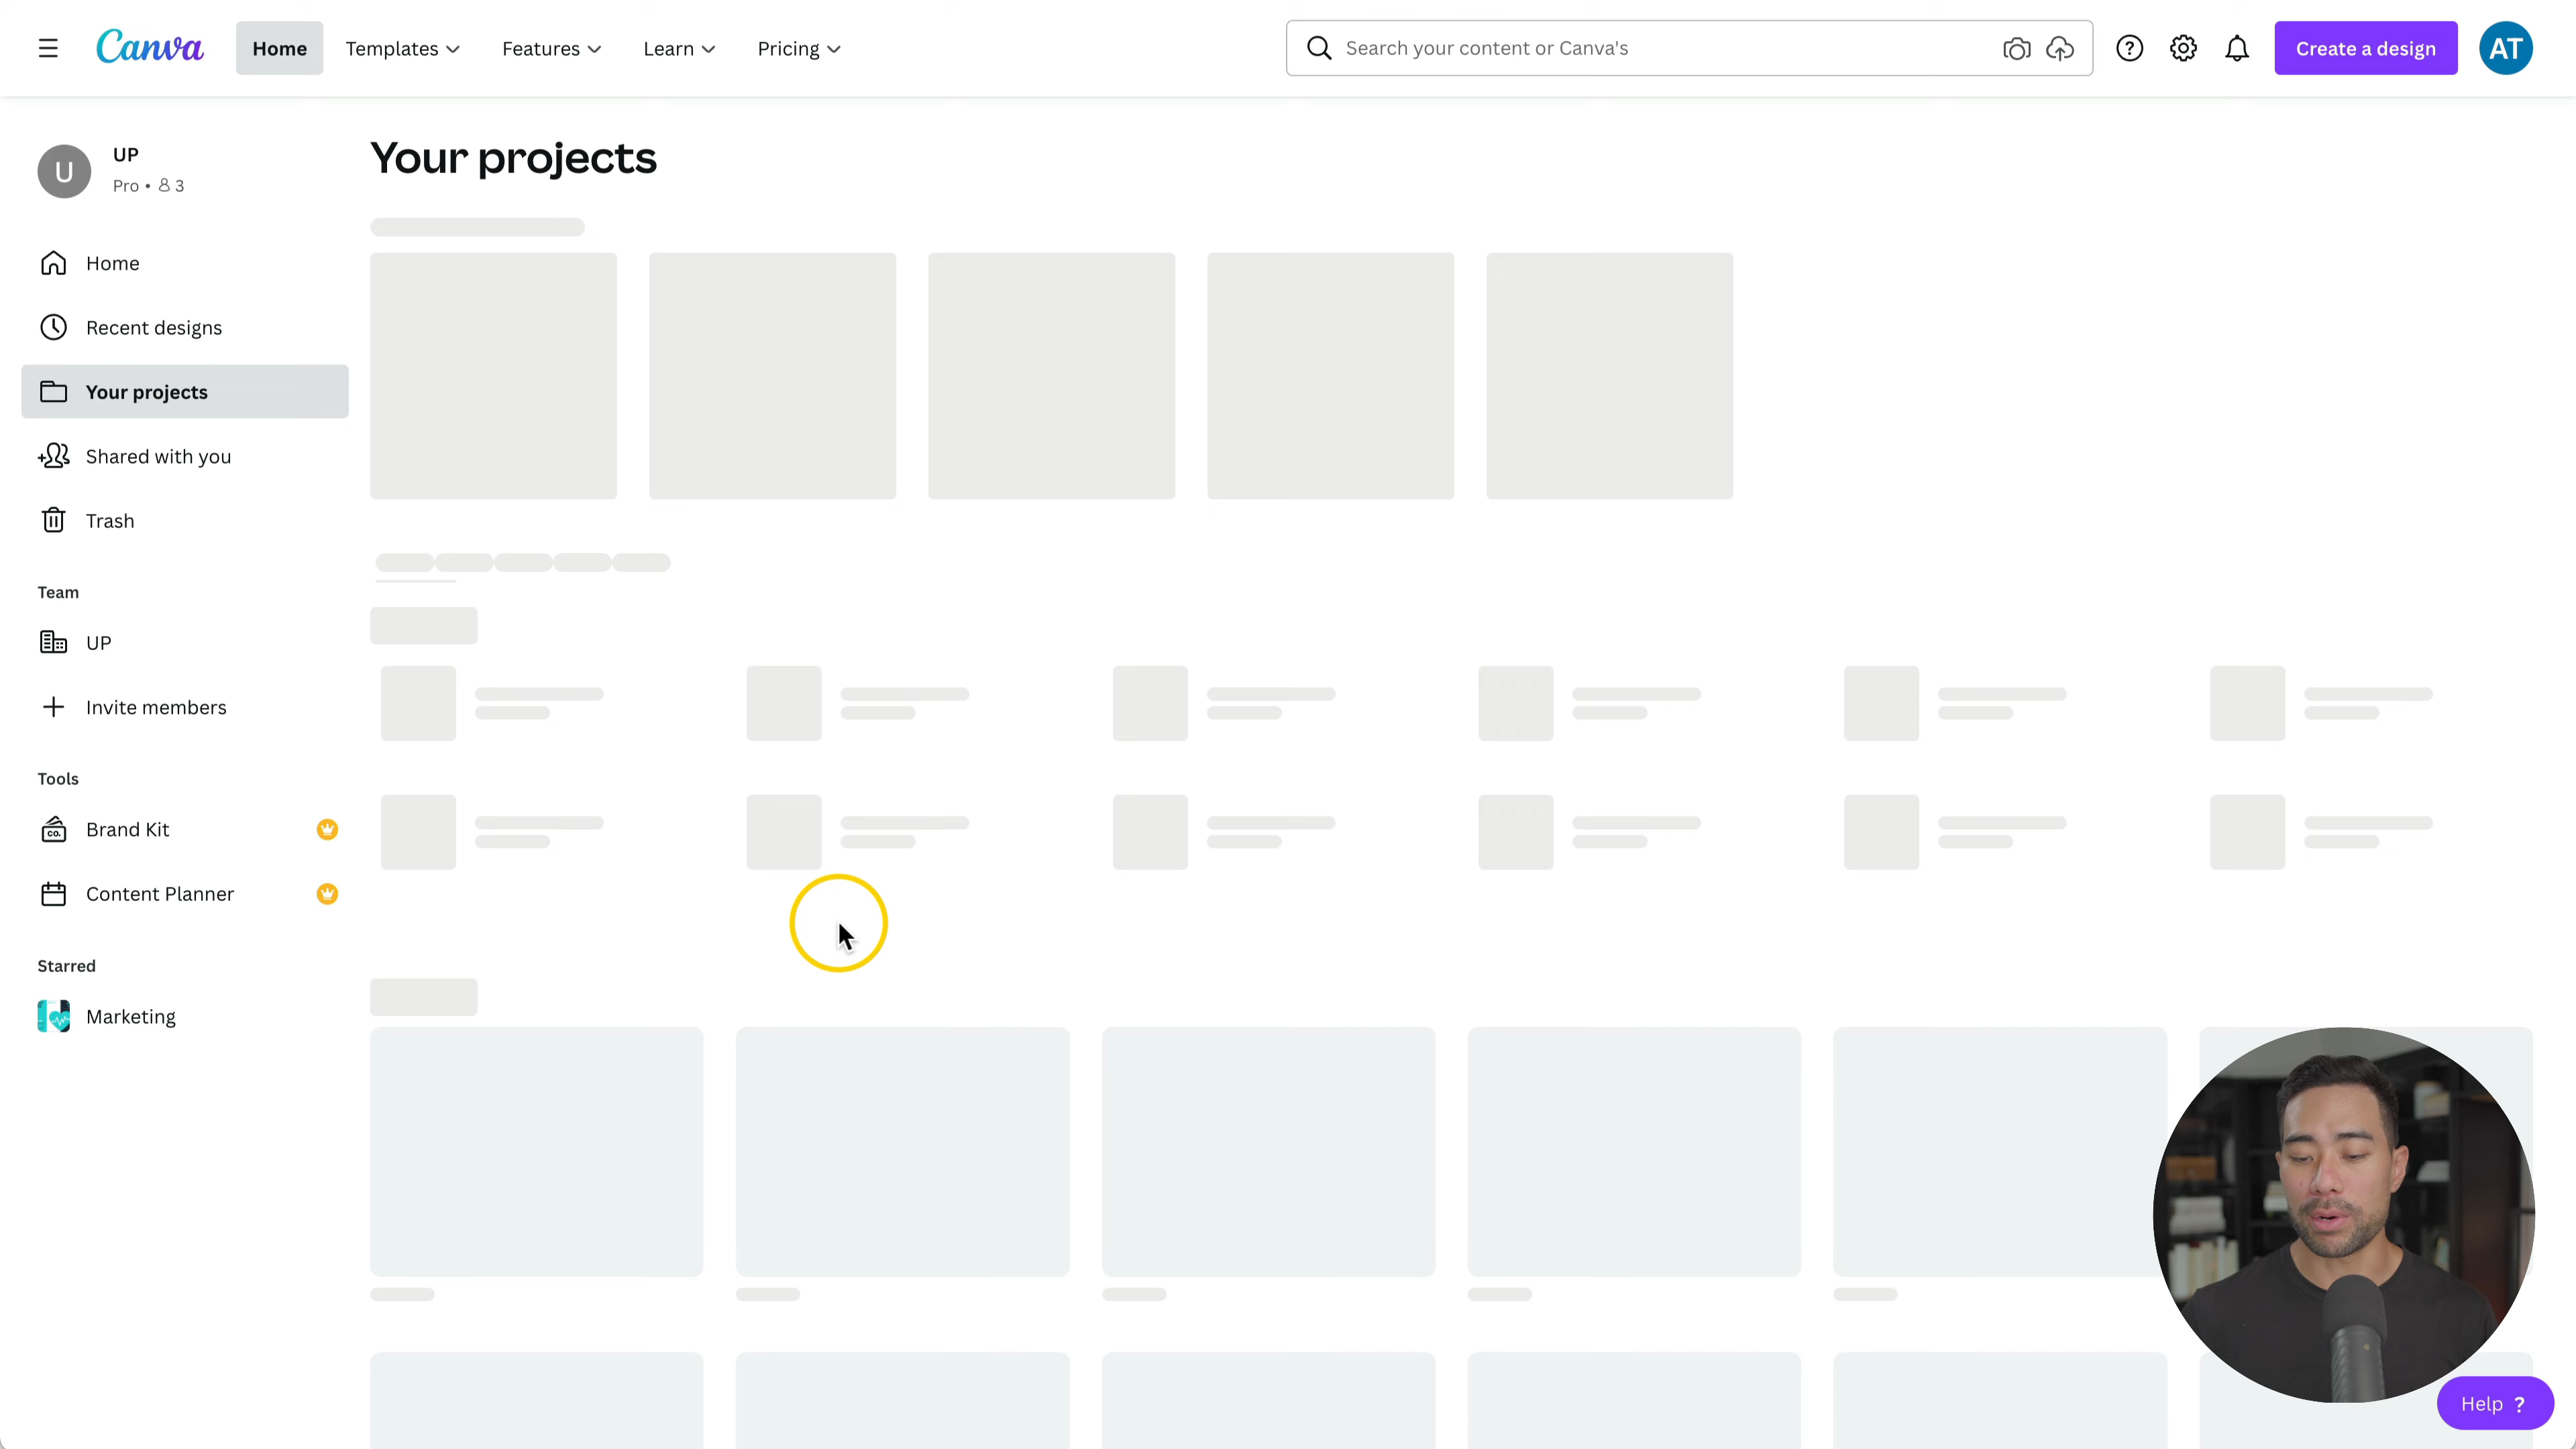 Canva
Home
Templates
Features
Learn
Pricing
Search your content or Canva's
?
Create a design
AT
U
UP
Pro • 3
Home
Recent designs
Your projects
Shared with you
Trash
Team
UP
Invite members
Tools
CO.
Brand Kit
Content Planner
Starred
Marketing
Your projects
Help ?